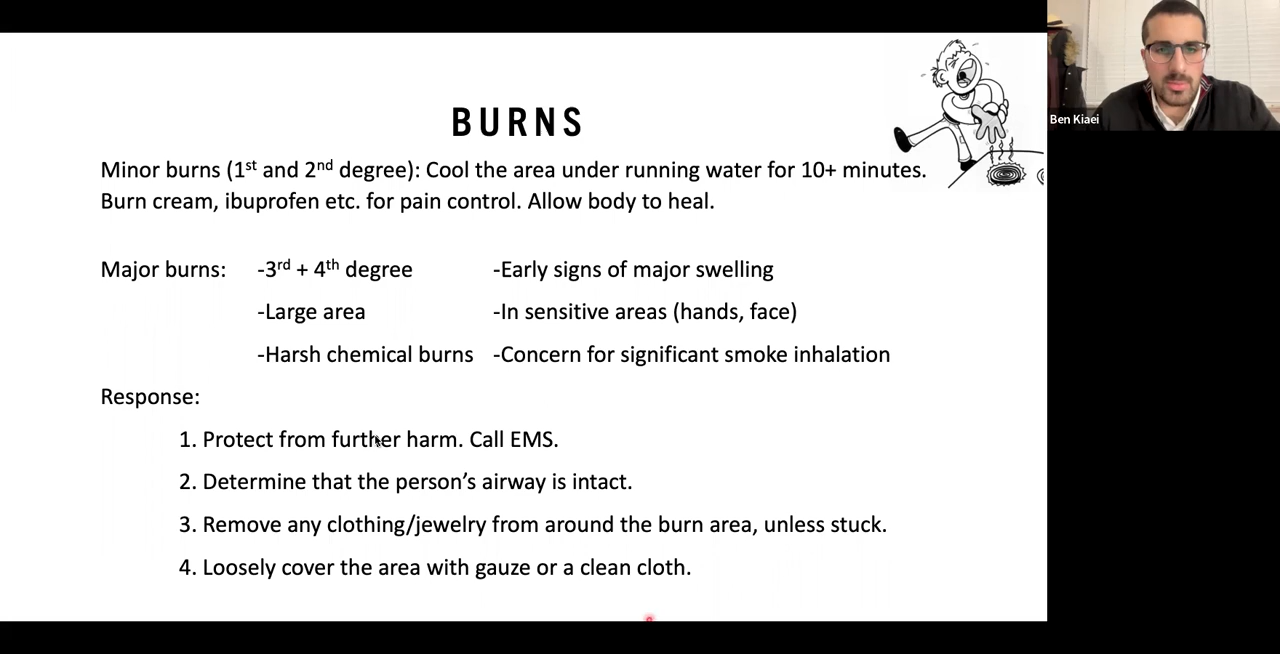 BURNS
Minor burns (1st and 2nd degree): Cool the area under running water for 10+ minutes.
Burn cream, ibuprofen etc. for pain control. Allow body to heal.
Major burns: -3rd + 4th degree -Early signs of major swelling
-Large area -In sensitive areas (hands, face)
-Harsh chemical burns -Concern for significant smoke inhalation
Response:
1. Protect from further harm. Call EMS.
2. Determine that the person’s airway is intact.
3. Remove any clothing/jewelry from around the burn area, unless stuck.
4. Loosely cover the area with gauze or a clean cloth.
Ben Kiaei